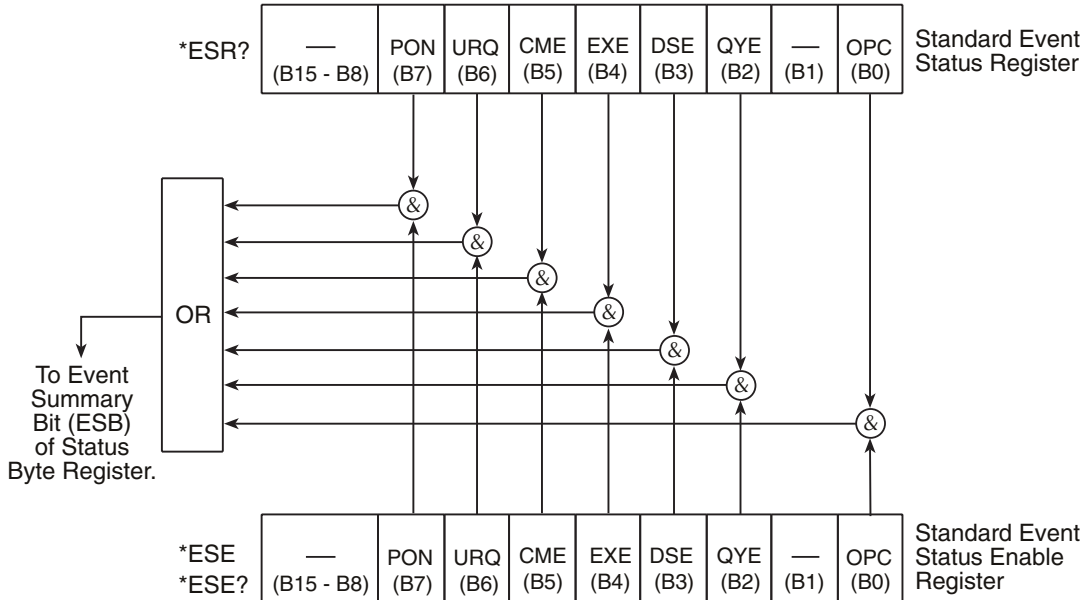 *ESR?
— PON URQ CME EXE DSE QYE — OPC
(B15 - B8) (B7) (B6) (B5) (B4) (B3) (B2) (B1) (B0)
Standard Event
Status Register
&
&
&
&
&
&
&
OR
To Event
Summary
Bit (ESB)
of Status
Byte Register.
*ESE
*ESE?
— PON URQ CME EXE DSE QYE — OPC
(B15 - B8) (B7) (B6) (B5) (B4) (B3) (B2) (B1) (B0)
Standard Event
Status Enable
Register